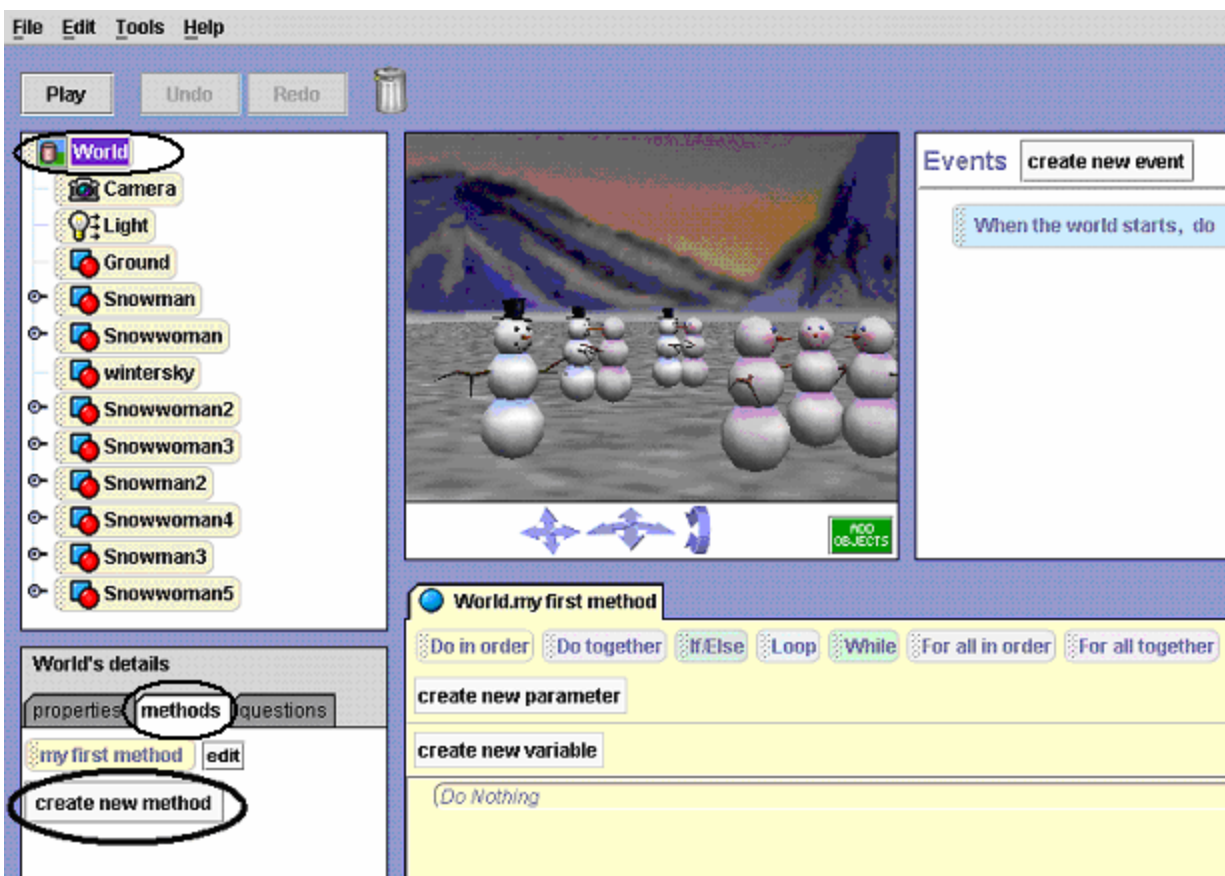 File Edit Tools Help
Play Undo Redo
World
Camera
Light
Ground
Snowman
Snowwoman
wintersky
Snowwoman2
Snowwoman3
Snowman2
Snowwoman4
Snowman3
Snowwoman5
Events create new event
When the world starts, do
ADD
OBJECTS
World's details
properties methods questions
my first method edit
create new method
World.my first method
Do in order Do together If/Else Loop While For all in order For all together
create new parameter
create new variable
(Do Nothing